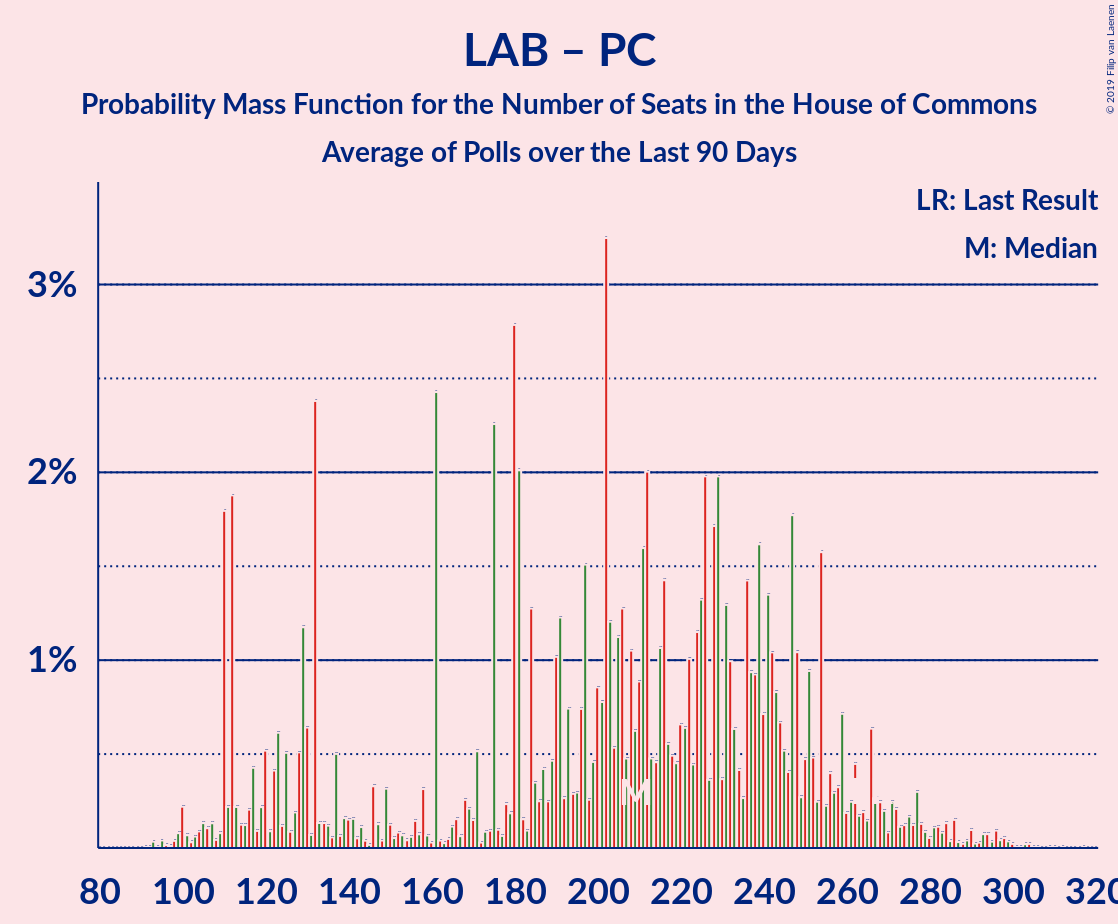 LAB – PC
Probability Mass Function for the Number of Seats in the House of Commons
Average of Polls over the Last 90 Days
© 2019 Filip van Laenen
LR: Last Result
M: Median
3%
2%
1%
M
80 100 120 140 160 180 200 220 240 260 280 300 320